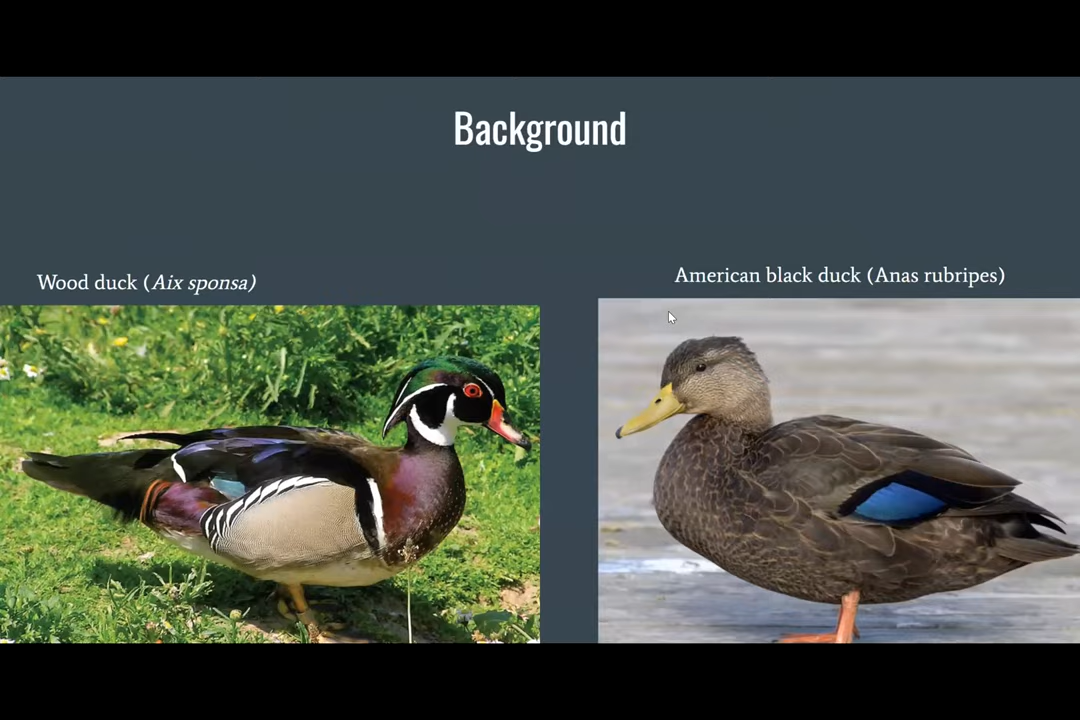 Background
Wood duck (Aix sponsa)
American black duck (Anas rubripes)